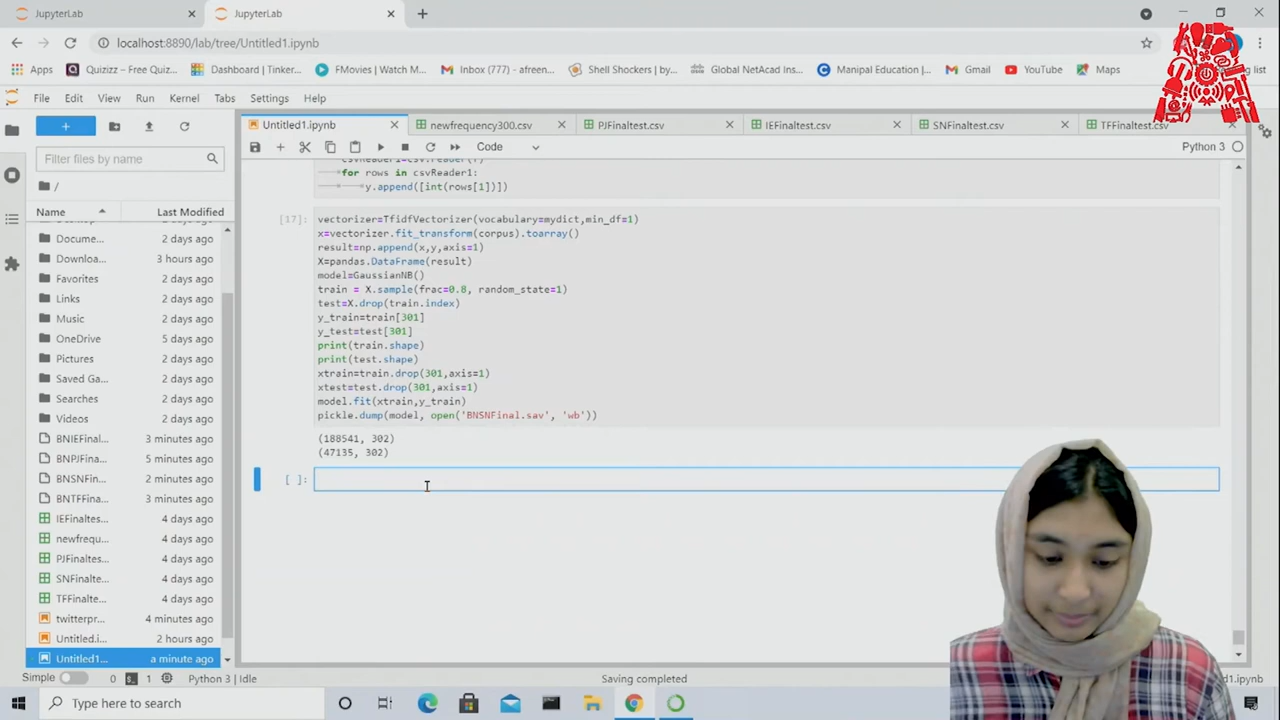 JupyterLab
JupyterLab
localhost:8890/lab/tree/Untitled1.ipynb
Apps
Quizizz – Free Quiz...
Dashboard | Tinker...
FMovies | Watch M...
Inbox (777) - afreen...
Shell Shockers | by...
Global NetAcad Ins...
Manipal Education |...
Gmail
YouTube
Maps
File Edit View Run Kernel Tabs Settings Help
Untitled1.ipynb
newfrequency300.csv
PJFinaltest.csv
IEFinaltest.csv
SNFinaltest.csv
TFFinaltest.csv
Code
Python 3
Filter files by name
/
Name
Last Modified
Docume... 2 days ago
Downloa... 3 hours ago
Favorites 2 days ago
Links 2 days ago
Music 2 days ago
OneDrive 5 days ago
Pictures 2 days ago
Saved Ga... 2 days ago
Searches 2 days ago
Videos 2 days ago
BNIEFinal... 3 minutes ago
BNPJFinal... 5 minutes ago
BNSNFin... 2 minutes ago
BNTFFina... 3 minutes ago
IEFinaltes... 4 days ago
newfrequ... 4 days ago
PJFinalte... 4 days ago
SNFinalte... 4 days ago
TFFinalte... 4 days ago
twitterpr... 4 minutes ago
Untitled.i... 2 hours ago
Untitled1... a minute ago
csvReader1=csv.reader(f)
for rows in csvReader1:
y.append([int(rows[1])])
[17]:
vectorizer=TfidfVectorizer(vocabulary=mydict,min_df=1)
x=vectorizer.fit_transform(corpus).toarray()
result=np.append(x,y,axis=1)
X=pandas.DataFrame(result)
model=GaussianNB()
train = X.sample(frac=0.8, random_state=1)
test=X.drop(train.index)
y_train=train[301]
y_test=test[301]
print(train.shape)
print(test.shape)
xtrain=train.drop(301,axis=1)
xtest=test.drop(301,axis=1)
model.fit(xtrain,y_train)
pickle.dump(model, open('BNSNFinal.sav', 'wb'))
(188541, 302)
(47135, 302)
[ ]:
Simple
0
1
Python 3 | Idle
Saving completed
Type here to search